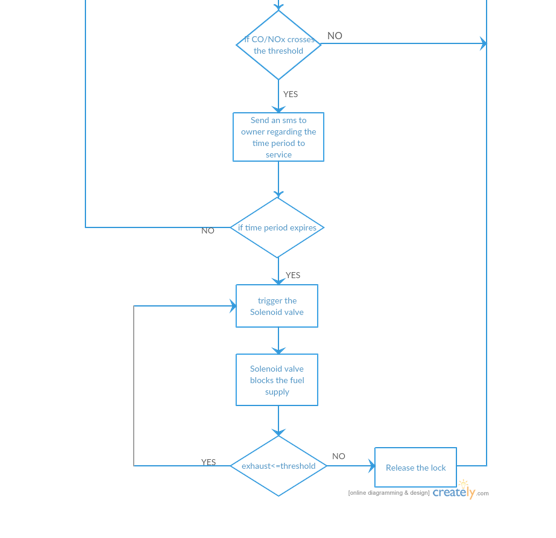 if CO/NOx crosses
the threshold
NO
YES
Send an sms to
owner regarding the
time period to
service
if time period expires
NO
YES
trigger the
Solenoid valve
Solenoid valve
blocks the fuel
supply
exhaust<=threshold
YES
NO
Release the lock
[online diagramming & design] creately.com